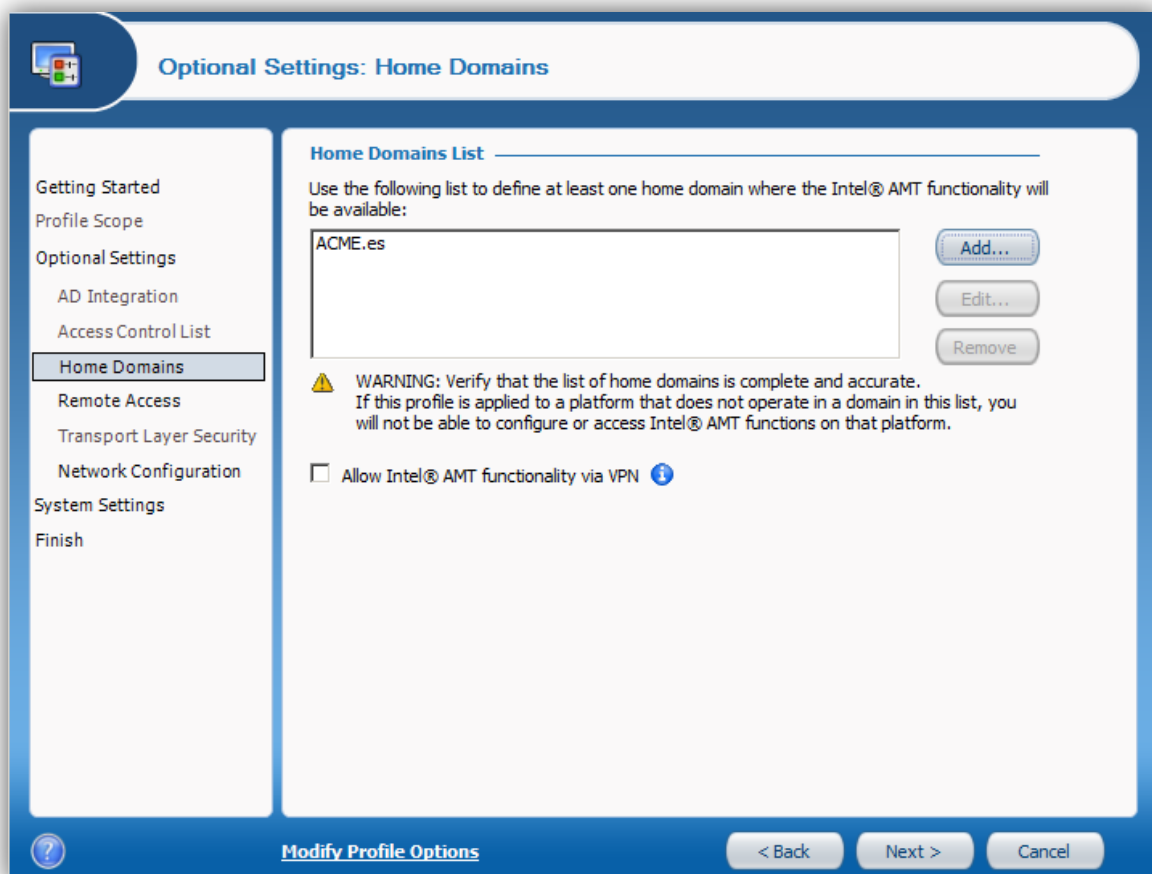 Optional Settings: Home Domains
Getting Started
Profile Scope
Optional Settings
AD Integration
Access Control List
Home Domains
Remote Access
Transport Layer Security
Network Configuration
System Settings
Finish
Home Domains List
Use the following list to define at least one home domain where the Intel® AMT functionality will
be available:
ACME.es
Add...
Edit...
Remove
WARNING: Verify that the list of home domains is complete and accurate.
If this profile is applied to a platform that does not operate in a domain in this list, you
will not be able to configure or access Intel® AMT functions on that platform.
Allow Intel® AMT functionality via VPN
Modify Profile Options
< Back
Next >
Cancel